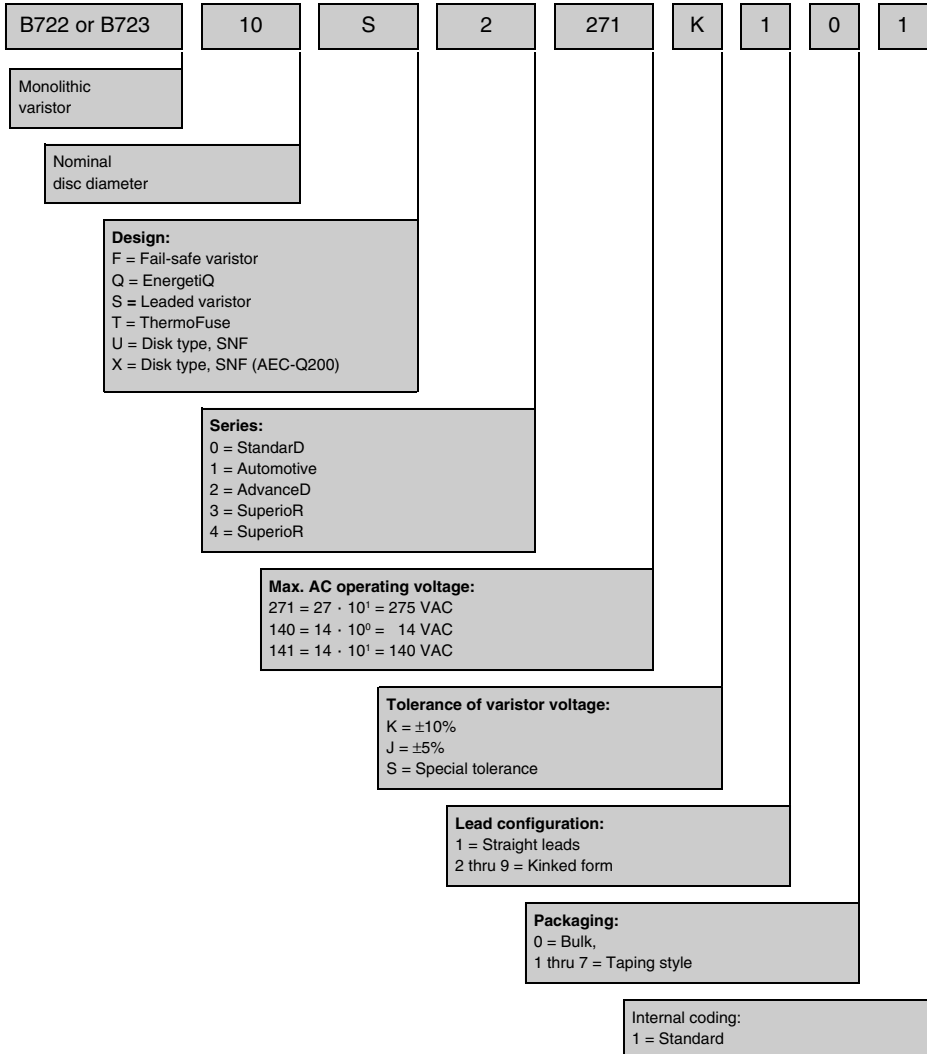 B722 or B723 10 S 2 271 K 1 0 1
Monolithic
varistor
Nominal
disc diameter
Design:
F = Fail-safe varistor
Q = EnergetiQ
S = Leaded varistor
T = ThermoFuse
U = Disk type, SNF
X = Disk type, SNF (AEC-Q200)
Series:
0 = StandarD
1 = Automotive
2 = AdvanceD
3 = SuperioR
4 = SuperioR
Max. AC operating voltage:
271 = 27 · 10¹ = 275 VAC
140 = 14 · 10⁰ = 14 VAC
141 = 14 · 10¹ = 140 VAC
Tolerance of varistor voltage:
K = ±10%
J = ±5%
S = Special tolerance
Lead configuration:
1 = Straight leads
2 thru 9 = Kinked form
Packaging:
0 = Bulk,
1 thru 7 = Taping style
Internal coding:
1 = Standard